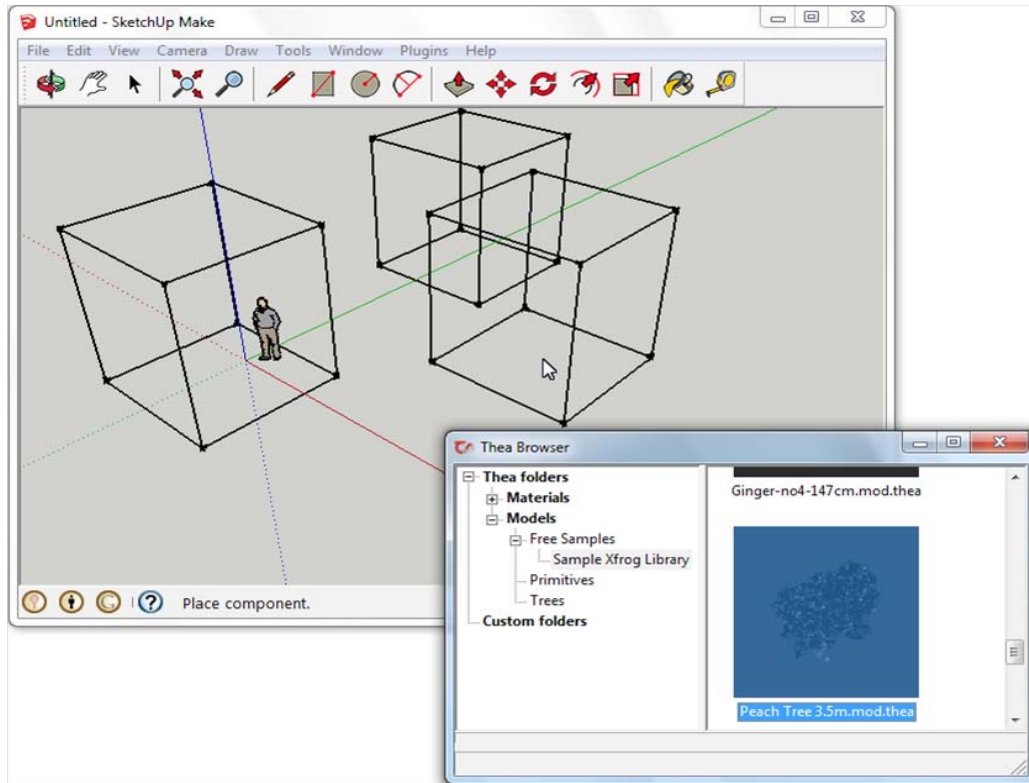 Untitled - SketchUp Make
File Edit View Camera Draw Tools Window Plugins Help
Place component.
Thea Browser
Thea folders
Materials
Models
Free Samples
Sample Xfrog Library
Primitives
Trees
Custom folders
Ginger-no4-147cm.mod.thea
Peach Tree 3.5m.mod.thea